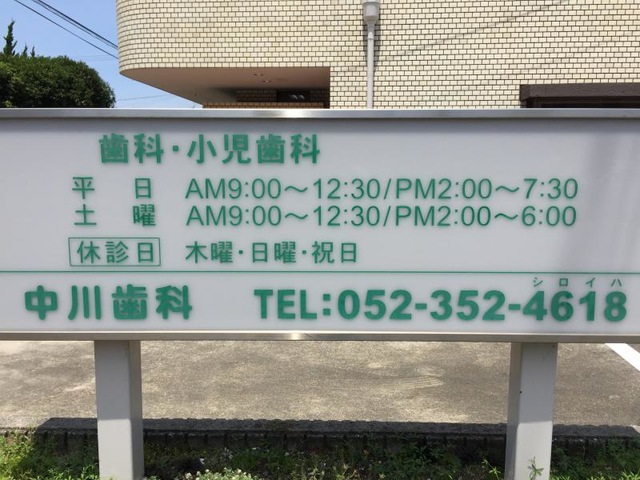 歯科・小児歯科
平日 AM9:00～12:30/PM2:00～7:30
土曜 AM9:00～12:30/PM2:00～6:00
休診日 木曜・日曜・祝日
シロイハ
中川歯科 TEL:052-352-4618